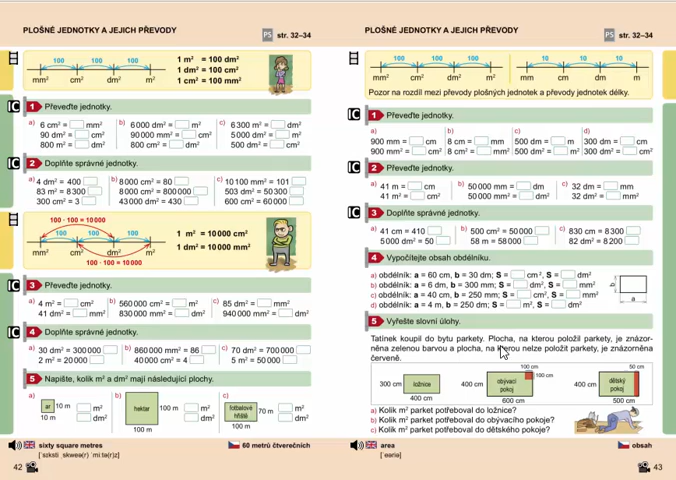 PLOŠNÉ JEDNOTKY A JEJICH PŘEVODY
PS str. 32–34
100 100 100
mm² cm² dm² m²
1 m² = 100 dm²
1 dm² = 100 cm²
1 cm² = 100 mm²
1 Převeďte jednotky.
a) 6 cm² = mm² b) 6 000 dm² = m² c) 6 300 m² = dm²
90 dm² = cm² 90 000 mm² = cm² 5 000 dm² = m²
800 m² = dm² 800 cm² = dm² 500 dm² = cm²
2 Doplňte správné jednotky.
a) 4 dm² = 400 b) 8 000 cm² = 80 c) 10 100 mm² = 101
83 m² = 8 300 8 000 cm² = 800 000 503 dm² = 50 300
300 cm² = 3 43 000 dm² = 430 600 cm² = 60 000
100 · 100 = 10 000
100 100 100
mm² cm² dm² m²
100 · 100 = 10 000
1 m² = 10 000 cm²
1 dm² = 10 000 mm²
3 Převeďte jednotky.
a) 4 m² = cm² b) 560 000 cm² = m² c) 85 dm² = mm²
41 dm² = mm² 830 000 mm² = dm² 940 000 mm² = dm²
4 Doplňte správné jednotky.
a) 30 dm² = 300 000 b) 860 000 mm² = 86 c) 70 dm² = 700 000
2 m² = 20 000 40 000 cm² = 4 5 m² = 50 000
5 Napište, kolik m² a dm² mají následující plochy.
a) b) c)
ar 10 m m² hektar 100 m m² fotbalové hřiště 70 m m²
10 m dm² 100 m dm² 100 m dm²
sixty square metres
60 metrů čtverečních
42
PLOŠNÉ JEDNOTKY A JEJICH PŘEVODY
PS str. 32–34
100 100 100 10 10 10
mm² cm² dm² m² mm cm dm m
Pozor na rozdíl mezi převody plošných jednotek a jednotek délky.
1 Převeďte jednotky.
a) b) c) d)
900 mm = cm 8 cm = mm 500 dm = m 300 dm = cm
900 mm² = cm² 8 cm² = mm² 500 dm² = m² 300 dm² = cm²
2 Převeďte jednotky.
a) 41 m = cm b) 50 000 mm = dm c) 32 dm = mm
41 m² = cm² 50 000 mm² = dm² 32 dm² = mm²
3 Doplňte správné jednotky.
a) 41 cm = 410 b) 500 cm² = 50 000 c) 830 cm = 8 300
5 000 dm² = 50 58 m = 58 000 82 dm² = 8 200
4 Vypočítejte obsah obdélníku.
a) obdélník: a = 60 cm, b = 30 dm; S = cm², S = dm²
b) obdélník: a = 6 dm, b = 300 mm; S = dm², S = mm²
c) obdélník: a = 40 cm, b = 250 mm; S = cm², S = mm²
d) obdélník: a = 4 m, b = 250 dm; S = m², S = dm²
b
a
5 Vyřešte slovní úlohy.
Tatínek koupil do bytu parkety. Plocha, na kterou položil parkety, je znázor-
něna zelenou barvou a plocha, na kterou nelze položit parkety, je znázorněna
červeně.
100 cm 50 cm
300 cm ložnice 400 cm obývací pokoj 100 cm 400 cm dětský pokoj
400 cm 600 cm 500 cm
a) Kolik m² parket potřeboval do ložnice?
b) Kolik m² parket potřeboval do obývacího pokoje?
c) Kolik m² parket potřeboval do dětského pokoje?
area
obsah
43